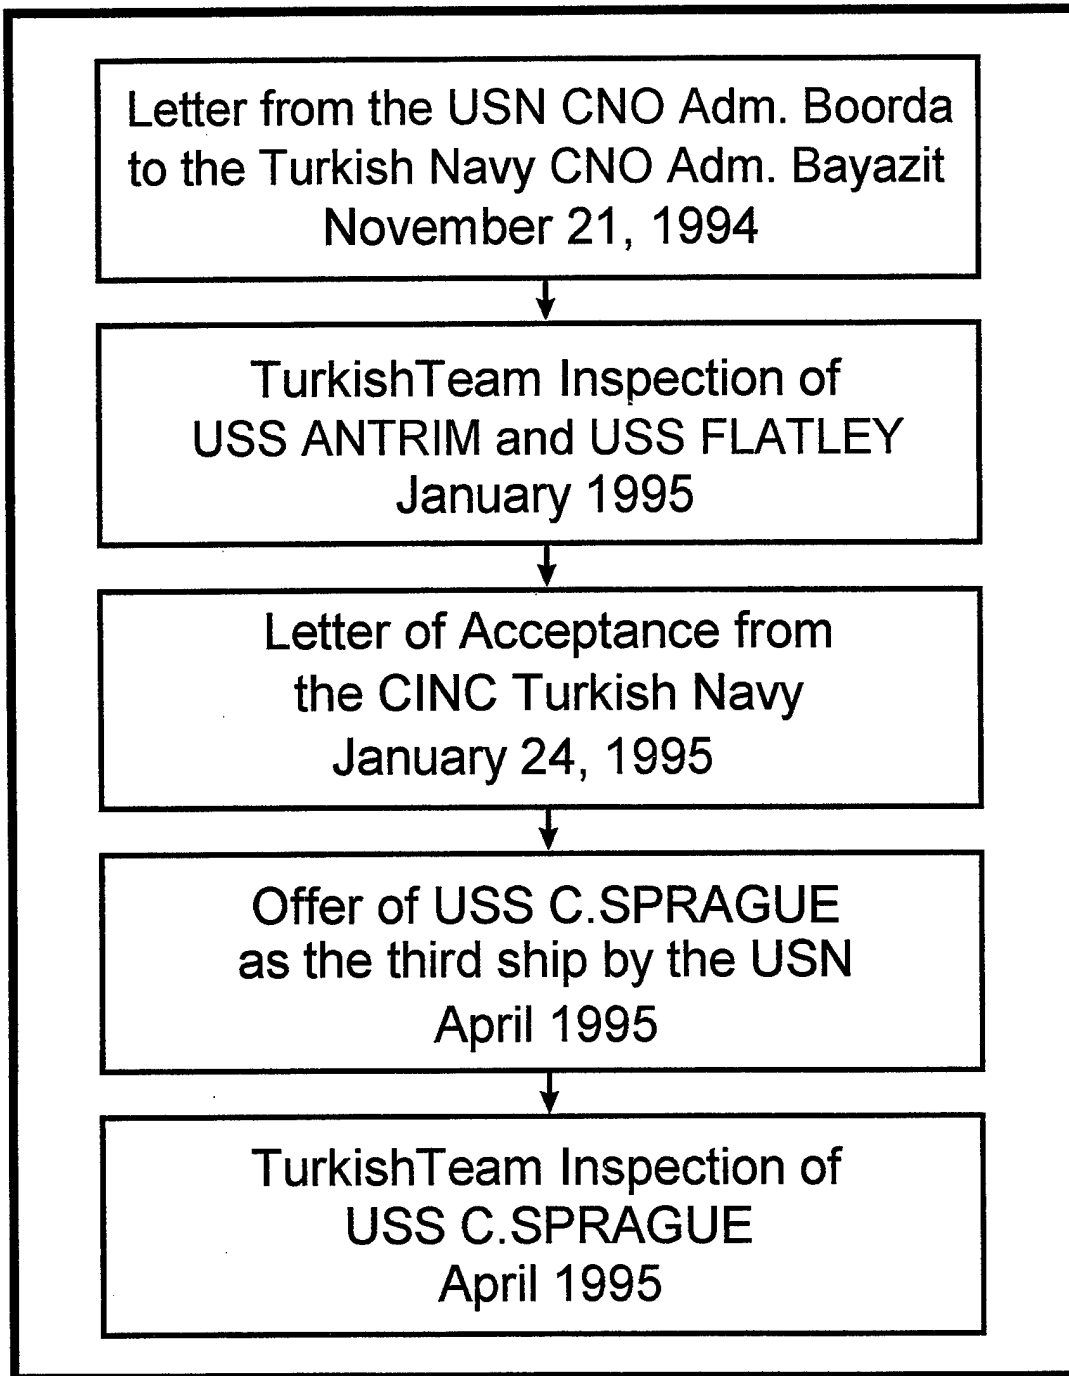 Letter from the USN CNO Adm. Boorda
to the Turkish Navy CNO Adm. Bayazit
November 21, 1994
TurkishTeam Inspection of
USS ANTRIM and USS FLATLEY
January 1995
Letter of Acceptance from
the CINC Turkish Navy
January 24, 1995
Offer of USS C.SPRAGUE
as the third ship by the USN
April 1995
TurkishTeam Inspection of
USS C.SPRAGUE
April 1995